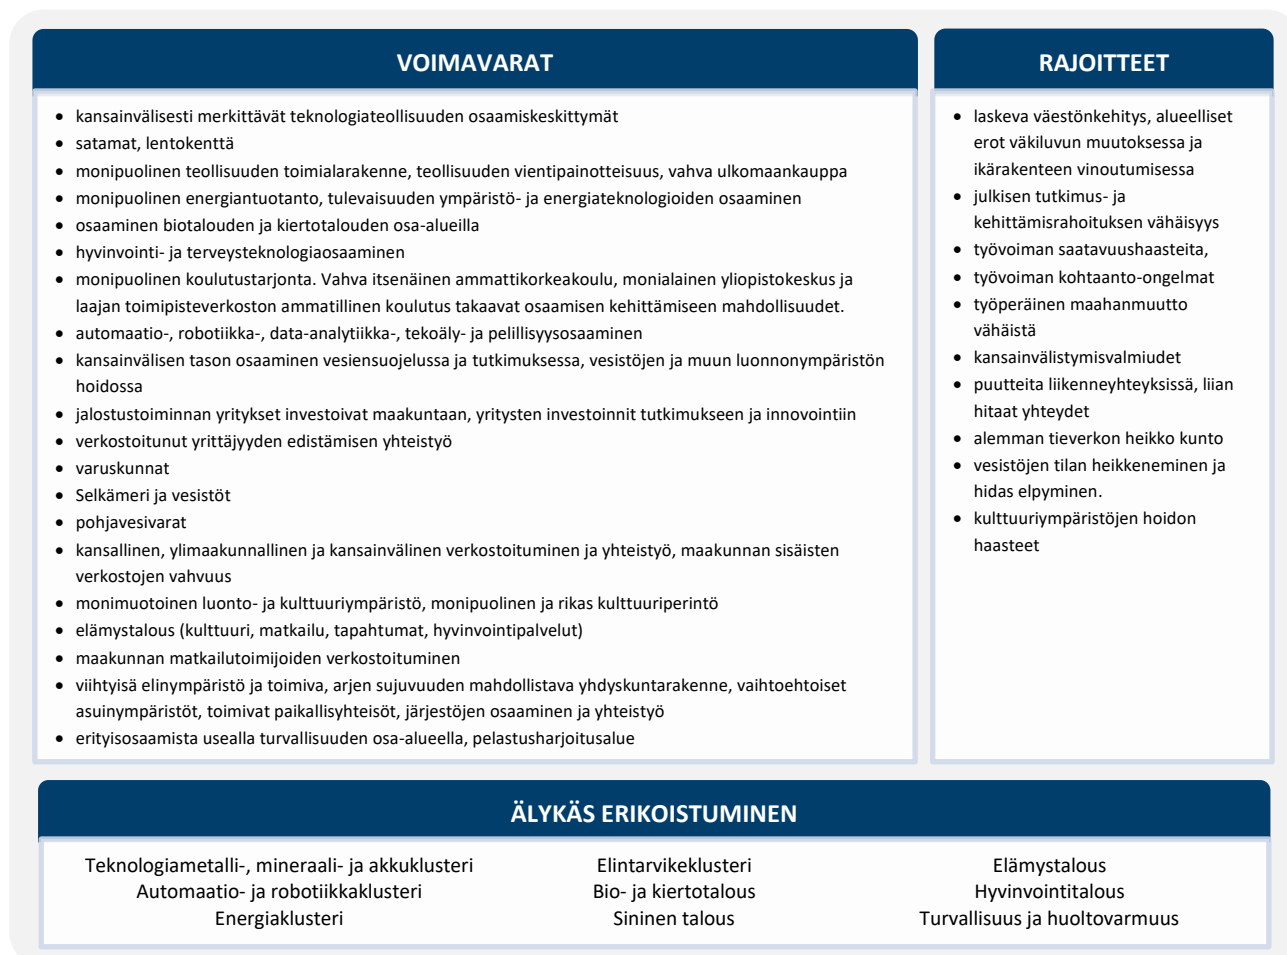 VOIMAVARAT
• kansainvälisesti merkittävät teknologiateollisuuden osaamiskeskittymät
• satamat, lentokenttä
• monipuolinen teollisuuden toimialarakenne, teollisuuden vientipainotteisuus, vahva ulkomaankauppa
• monipuolinen energiantuotanto, tulevaisuuden ympäristö- ja energiateknologioiden osaaminen
• osaaminen biotalouden ja kiertotalouden osa-alueilla
• hyvinvointi- ja terveysteknologiaosaaminen
• monipuolinen koulutustarjonta. Vahva itsenäinen ammattikorkeakoulu, monialainen yliopistokeskus ja
laajan toimipisteverkoston ammatillinen koulutus takaavat osaamisen kehittämiseen mahdollisuudet.
• automaatio-, robotiikka-, data-analytiikka-, tekoäly- ja pelillisyysosaaminen
• kansainvälisen tason osaaminen vesiensuojelussa ja tutkimuksessa, vesistöjen ja muun luonnonympäristön
hoidossa
• jalostustoiminnan yritykset investoivat maakuntaan, yritysten investoinnit tutkimukseen ja innovointiin
• verkostoitunut yrittäjyyden edistämisen yhteistyö
• varuskunnat
• Selkämeri ja vesistöt
• pohjavesivarat
• kansallinen, ylimaakunnallinen ja kansainvälinen verkostoituminen ja yhteistyö, maakunnan sisäisten
verkostojen vahvuus
• monimuotoinen luonto- ja kulttuuriympäristö, monipuolinen ja rikas kulttuuriperintö
• elämystalous (kulttuuri, matkailu, tapahtumat, hyvinvointipalvelut)
• maakunnan matkailutoimijoiden verkostoituminen
• viihtyisä elinympäristö ja toimiva, arjen sujuvuuden mahdollistava yhdyskuntarakenne, vaihtoehtoiset
asuinympäristöt, toimivat paikallisyhteisöt, järjestöjen osaaminen ja yhteistyö
• erityisosaamista usealla turvallisuuden osa-alueella, pelastusharjoitusalue
RAJOITTEET
• laskeva väestönkehitys, alueelliset
erot väkiluvun muutoksessa ja
ikärakenteen vinoutumisessa
• julkisen tutkimus- ja
kehittämisrahoituksen vähäisyys
• työvoiman saatavuushaasteita,
• työvoiman kohtaanto-ongelmat
• työperäinen maahanmuutto
vähäistä
• kansainvälistymisvalmiudet
• puutteita liikenneyhteyksissä, liian
hitaat yhteydet
• alemman tieverkon heikko kunto
• vesistöjen tilan heikkeneminen ja
hidas elpyminen.
• kulttuuriympäristöjen hoidon
haasteet
ÄLYKÄS ERIKOISTUMINEN
Teknologiametalli-, mineraali- ja akkuklusteri
Automaatio- ja robotiikkaklusteri
Energiaklusteri
Elintarvikeklusteri
Bio- ja kiertotalous
Sininen talous
Elämystalous
Hyvinvointitalous
Turvallisuus ja huoltovarmuus